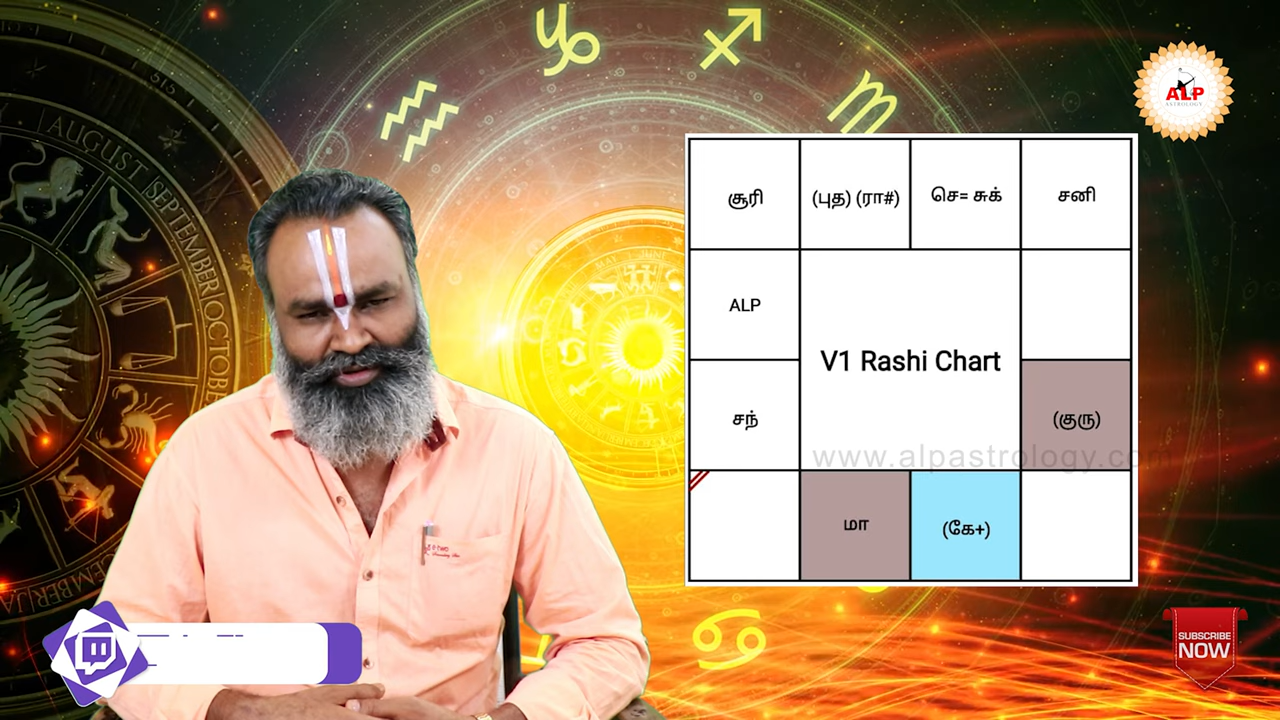 AUGUST SEPTEMBER OCTOBER
ALP
ASTROLOGY
சூரி
(புத) (ரா#)
செ= சுக்
சனி
ALP
V1 Rashi Chart
சந்
(குரு)
www.alpastrology.com
மா
(கே+)
SUBSCRIBE
NOW